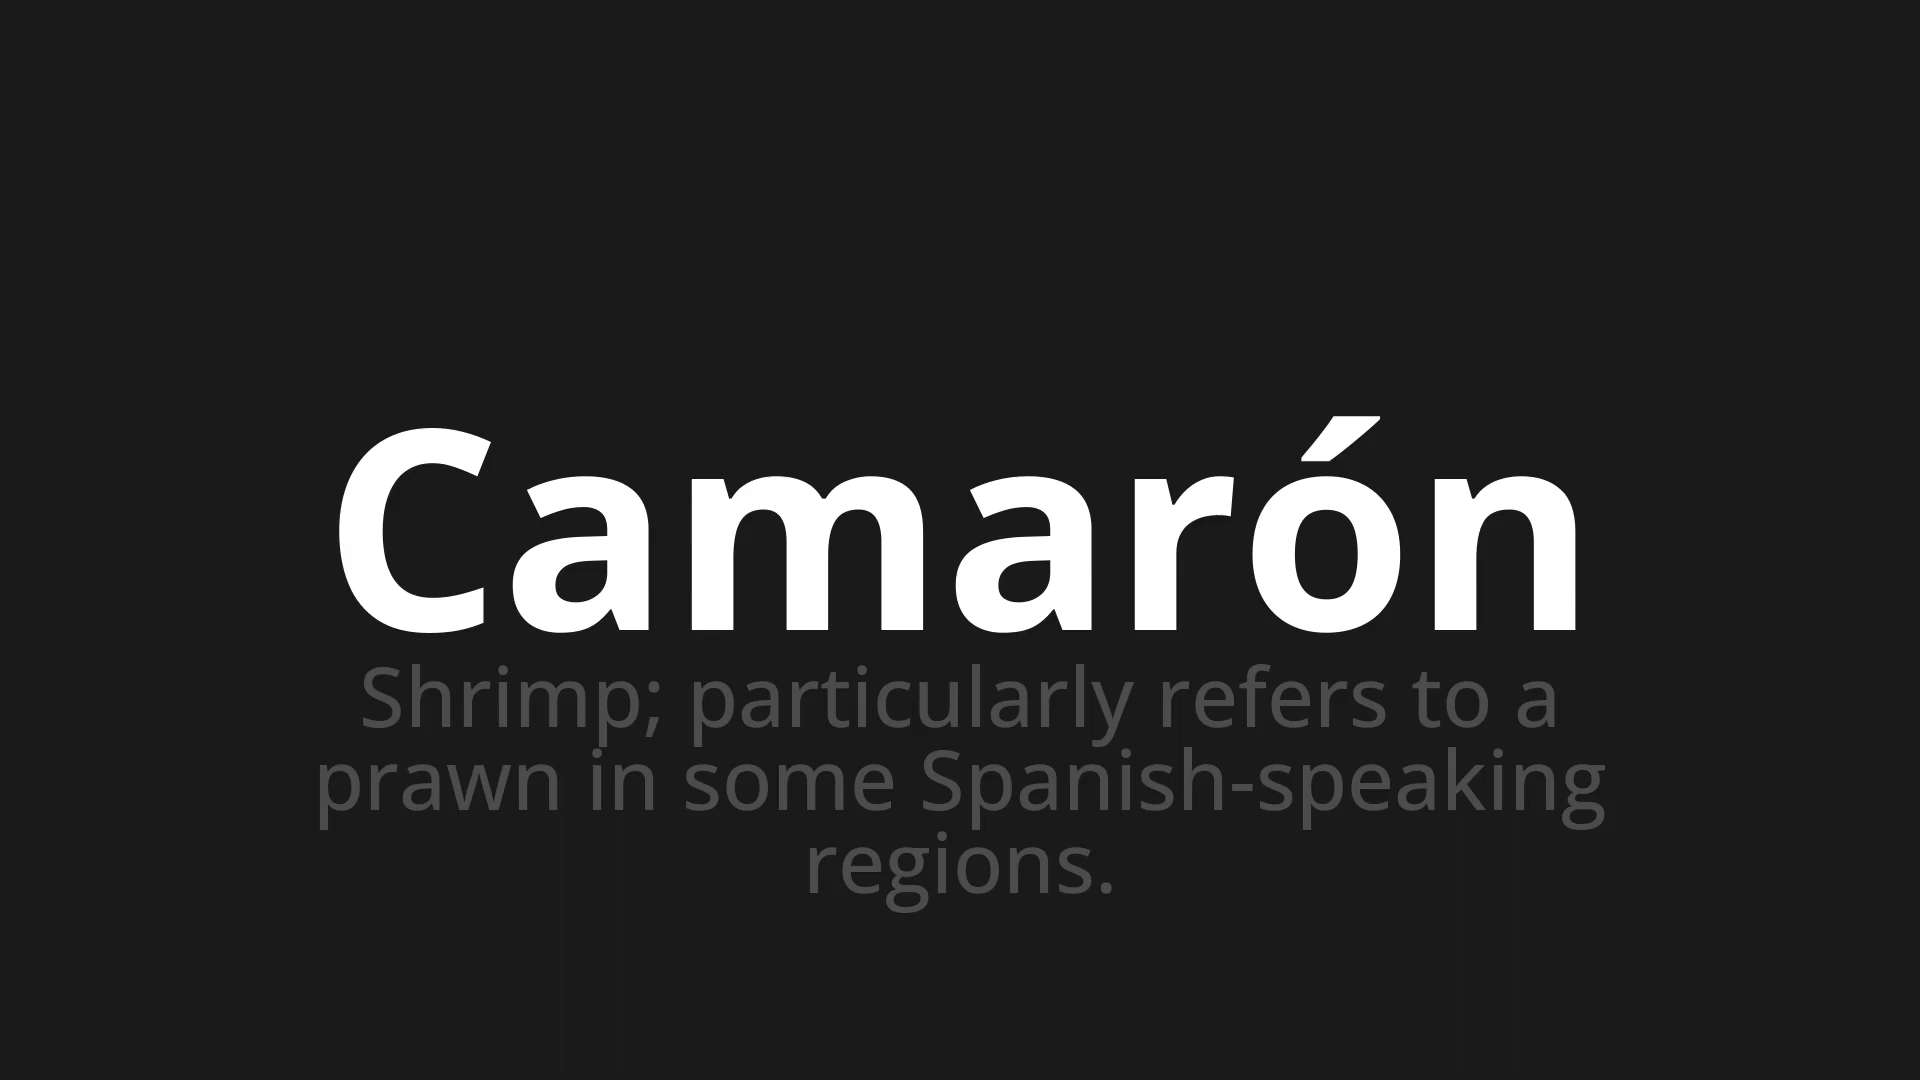 Camarón
Shrimp; particularly refers to a
prawn in some Spanish-speaking
regions.